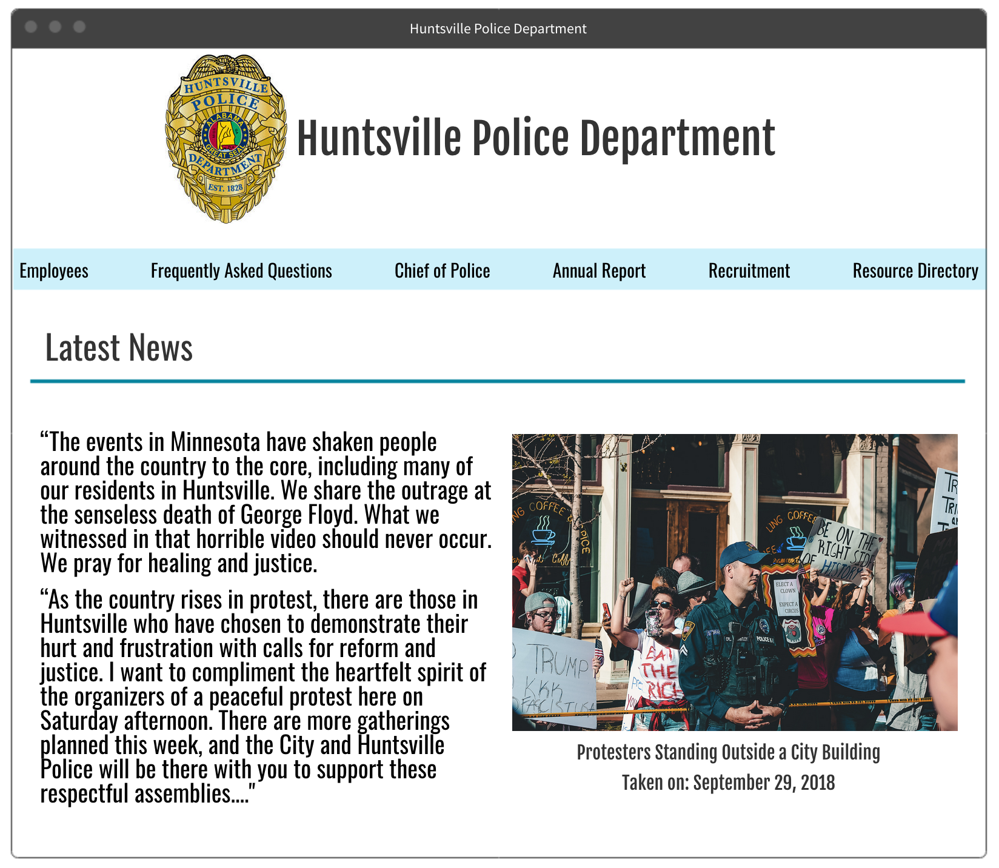 Huntsville Police Department
HUNTSVILLE
POLICE
ALABAMA
GREAT SEAL
DEPARTMENT
EST. 1828
Huntsville Police Department
Employees Frequently Asked Questions Chief of Police Annual Report Recruitment Resource Directory
Latest News
“The events in Minnesota have shaken people
around the country to the core, including many of
our residents in Huntsville. We share the outrage at
the senseless death of George Floyd. What we
witnessed in that horrible video should never occur.
We pray for healing and justice.
“As the country rises in protest, there are those in
Huntsville who have chosen to demonstrate their
hurt and frustration with calls for reform and
justice. I want to compliment the heartfelt spirit of
the organizers of a peaceful protest here on
Saturday afternoon. There are more gatherings
planned this week, and the City and Huntsville
Police will be there with you to support these
respectful assemblies...."
COFFEE &
SPICE
LING COFFEE
BE ON THE
RIGHT SIDE
OF HISTORY
ELECT A
CLOWN
EXPECT A
CIRCUS
POLICE K-9
CPL
TRUMP
KKK
FASCIST USA
EAT
THE
RICH
YOU
Protesters Standing Outside a City Building
Taken on: September 29, 2018